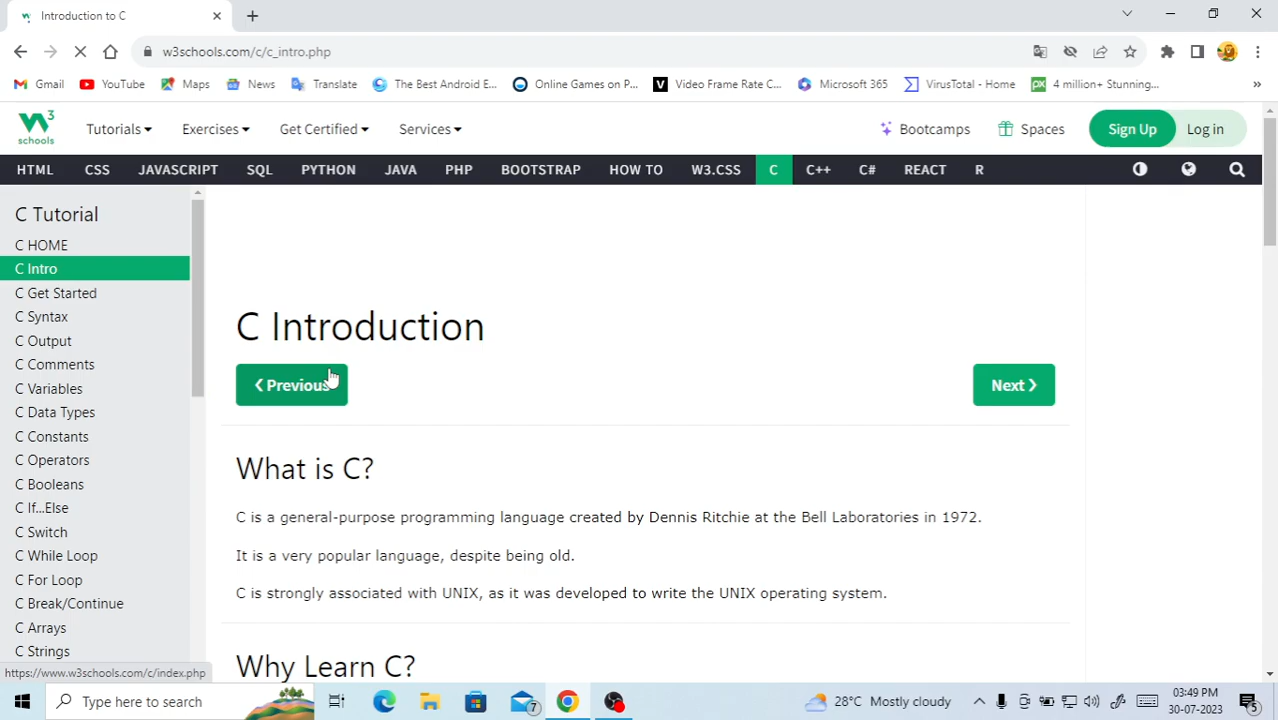 Introduction to C
w3schools.com/c/c_intro.php
Gmail YouTube Maps News Translate The Best Android E... Online Games on P... Video Frame Rate C... Microsoft 365 VirusTotal - Home 4 million+ Stunning... »
W3 schools Tutorials Exercises Get Certified Services Bootcamps Spaces Sign Up Log in
HTML CSS JAVASCRIPT SQL PYTHON JAVA PHP BOOTSTRAP HOW TO W3.CSS C C++ C# REACT R
C Tutorial
C HOME
C Intro
C Get Started
C Syntax
C Output
C Comments
C Variables
C Data Types
C Constants
C Operators
C Booleans
C If...Else
C Switch
C While Loop
C For Loop
C Break/Continue
C Arrays
C Strings
C Introduction
❮ Previous
Next ❯
What is C?
C is a general-purpose programming language created by Dennis Ritchie at the Bell Laboratories in 1972.
It is a very popular language, despite being old.
C is strongly associated with UNIX, as it was developed to write the UNIX operating system.
Why Learn C?
https://www.w3schools.com/c/index.php
Type here to search
7
28°C Mostly cloudy
03:49 PM
30-07-2023
5